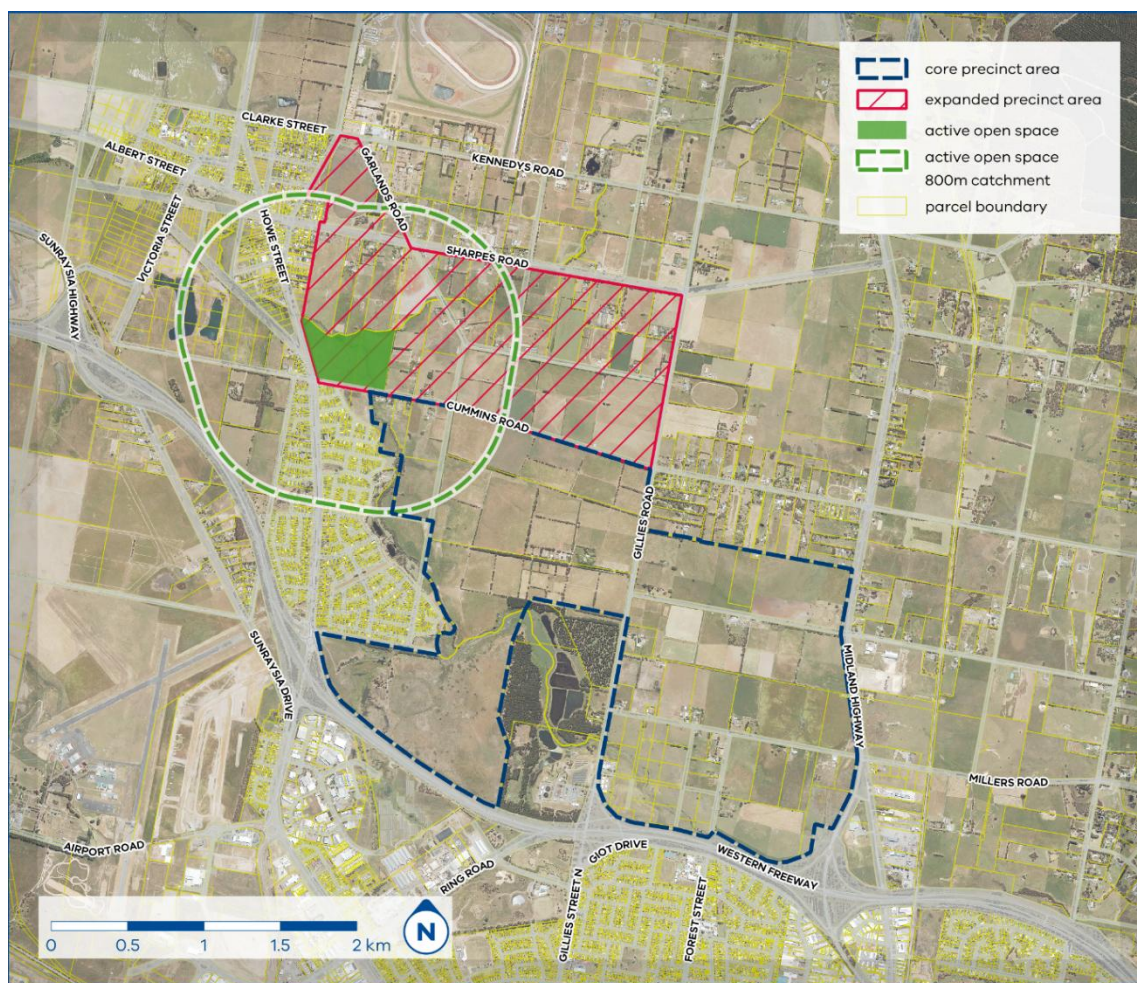 core precinct area
expanded precinct area
active open space
active open space
800m catchment
parcel boundary
CLARKE STREET
ALBERT STREET
GARLANDS ROAD
KENNEDYS ROAD
VICTORIA STREET
HOWE STREET
SUNRAYSIA HIGHWAY
SHARPES ROAD
CUMMINS ROAD
GILLIES ROAD
SUNRAYSIA DRIVE
MIDLAND HIGHWAY
MILLERS ROAD
AIRPORT ROAD
RING ROAD
GILLIES STREET N
GIOT DRIVE
FOREST STREET
WESTERN FREEWAY
0 0.5 1 1.5 2 km
N